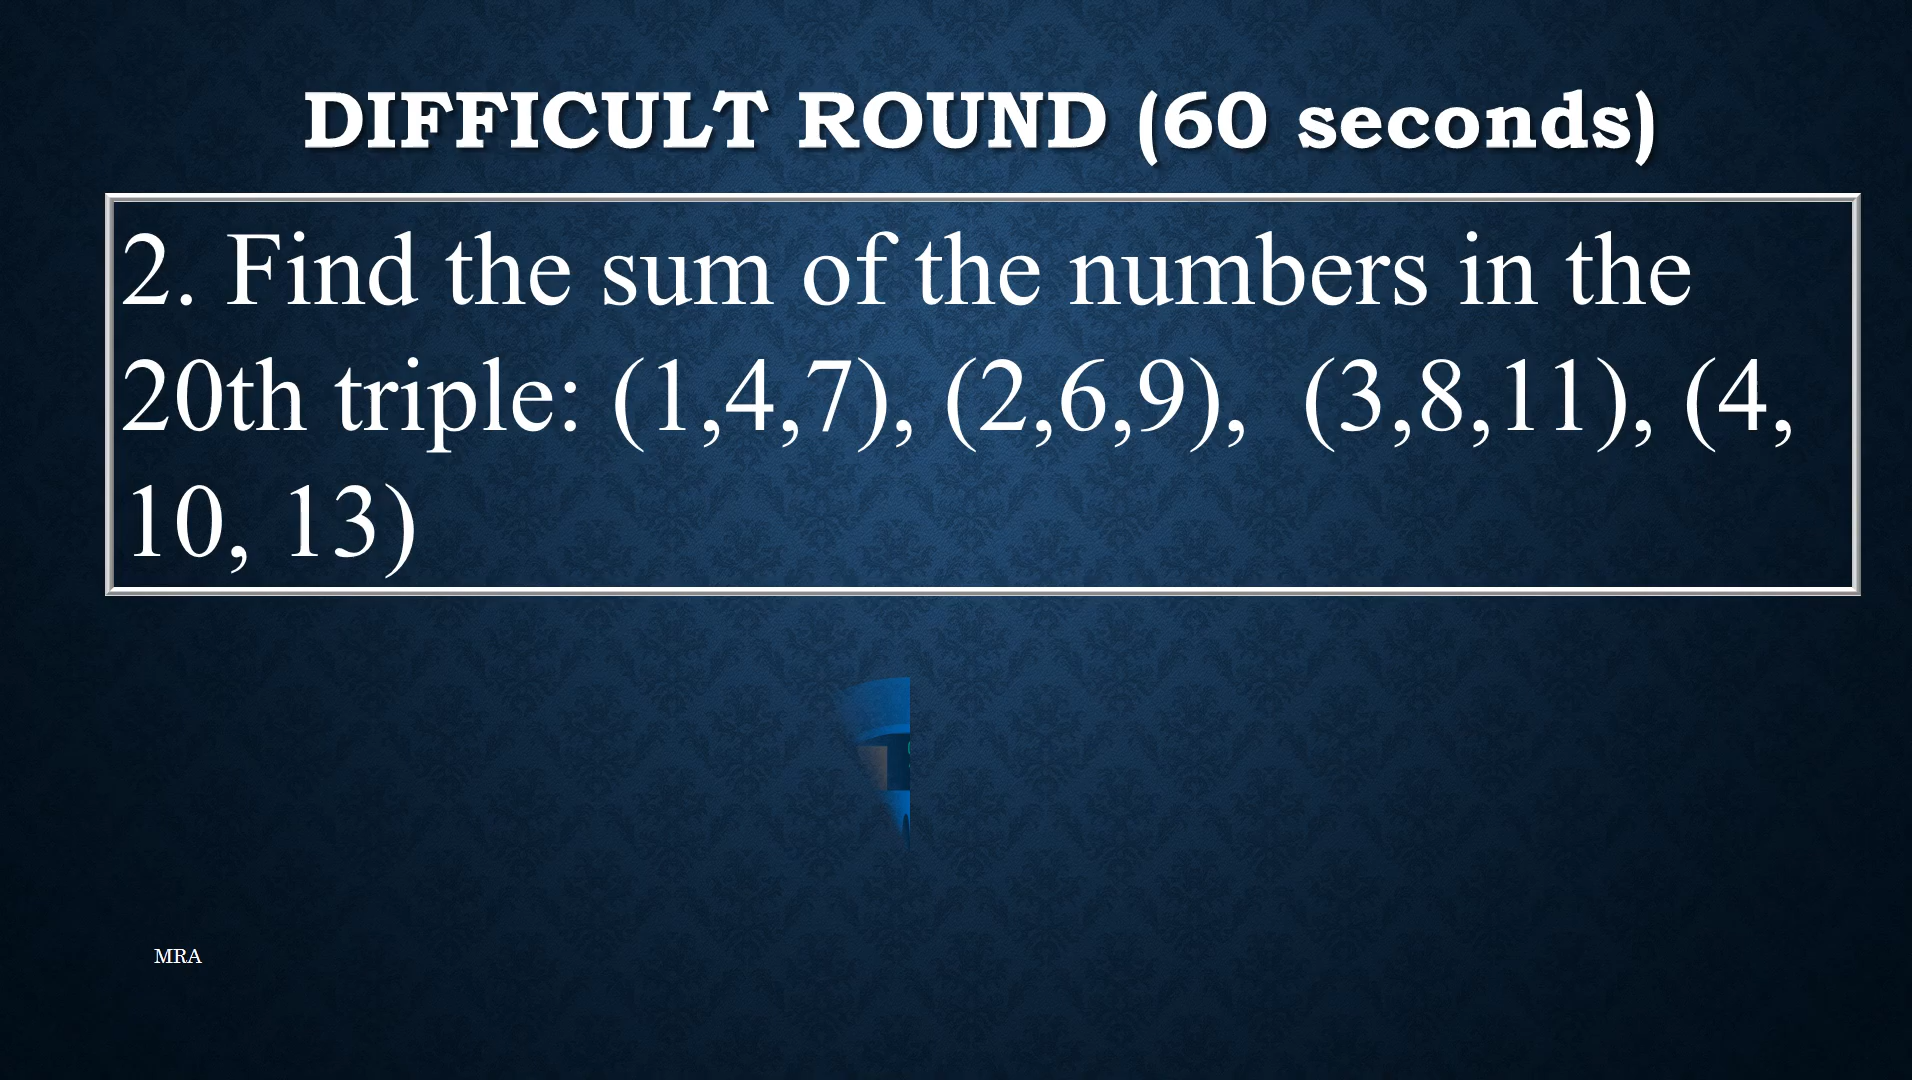 DIFFICULT ROUND (60 seconds)
2. Find the sum of the numbers in the
20th triple: (1,4,7), (2,6,9), (3,8,11), (4,
10, 13)
MRA